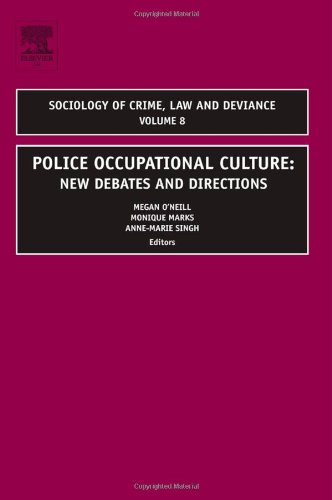 ELSEVIER
SOCIOLOGY OF CRIME, LAW AND DEVIANCE
VOLUME 8
POLICE OCCUPATIONAL CULTURE:
NEW DEBATES AND DIRECTIONS
MEGAN O'NEILL
MONIQUE MARKS
ANNE-MARIE SINGH
Editors